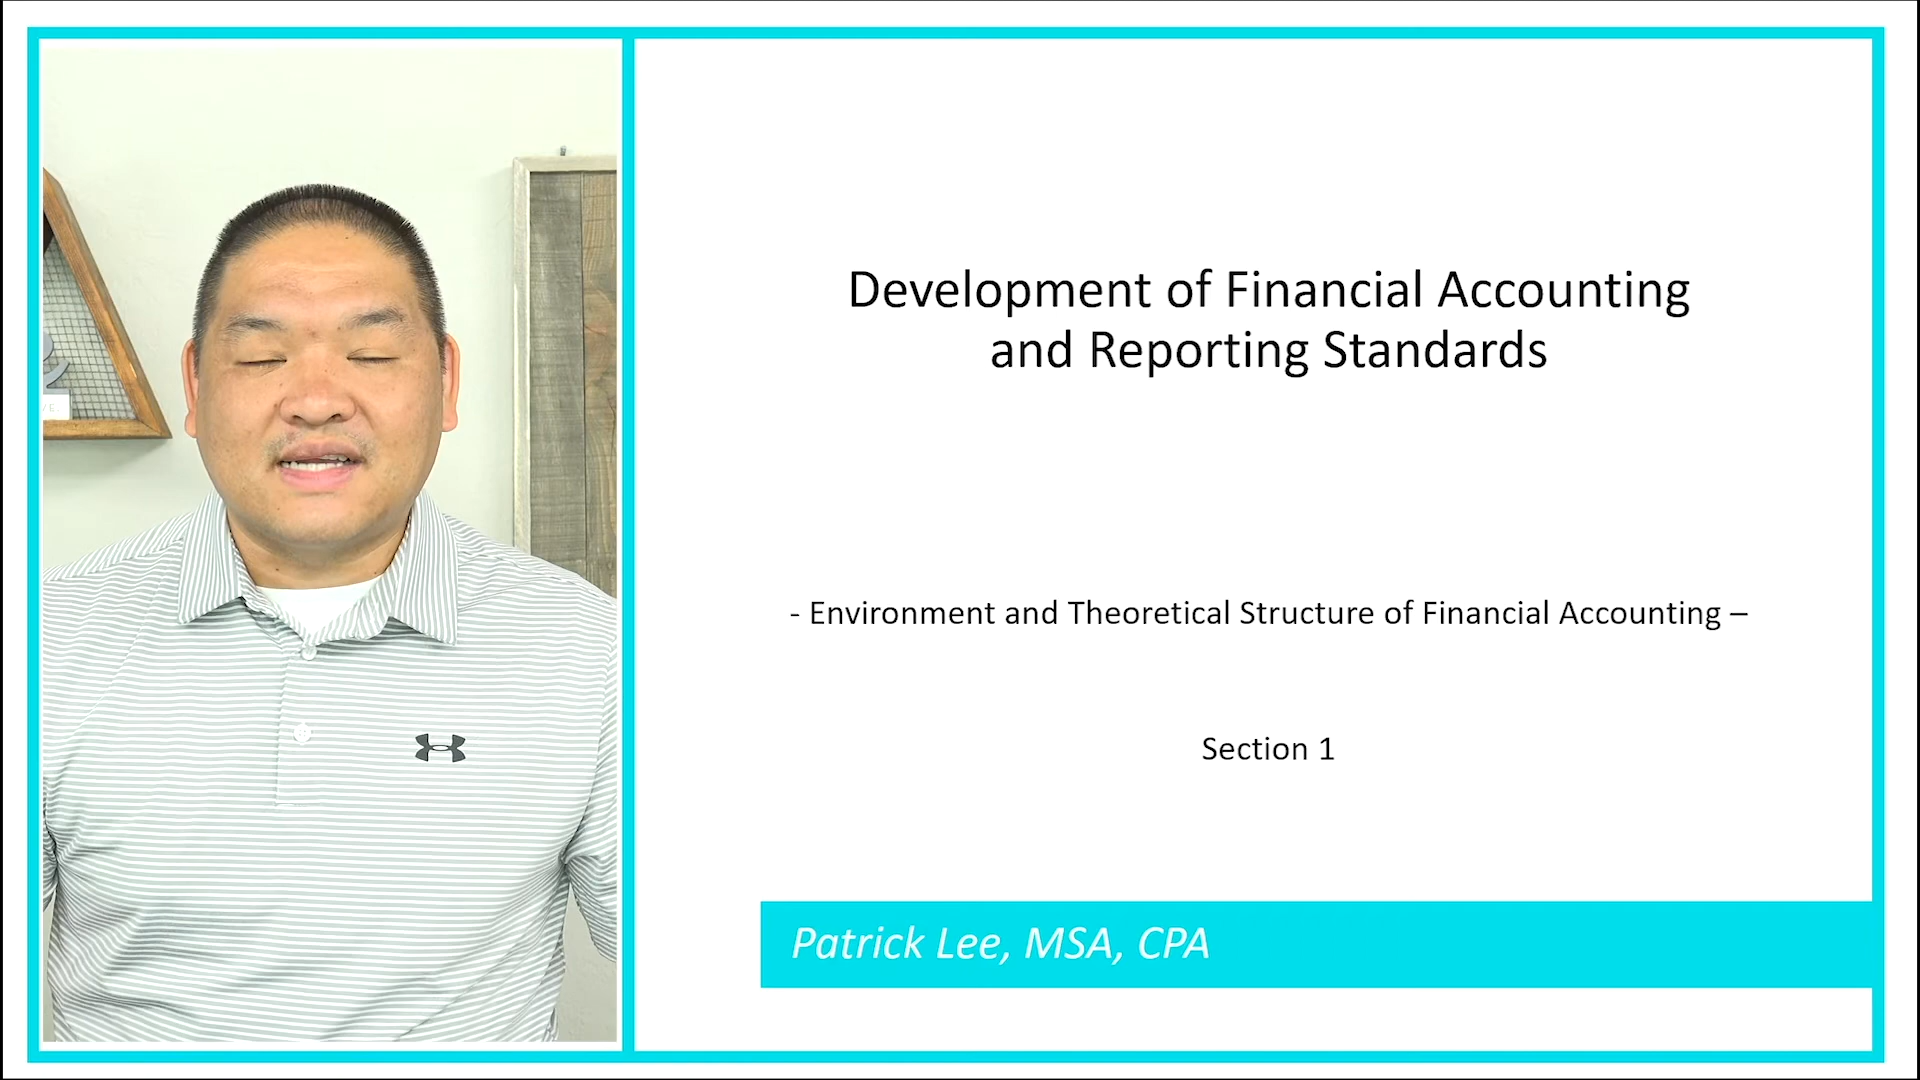 Development of Financial Accounting
and Reporting Standards
- Environment and Theoretical Structure of Financial Accounting –
Section 1
Patrick Lee, MSA, CPA